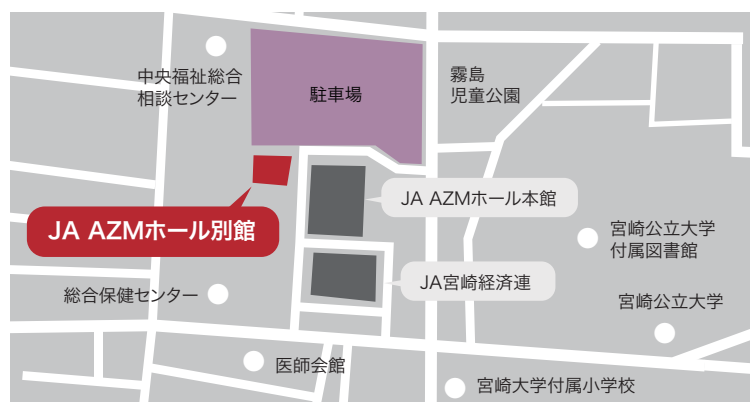 中央福祉総合
相談センター
駐車場
霧島
児童公園
JA AZMホール本館
JA AZMホール別館
宮崎公立大学
付属図書館
JA宮崎経済連
総合保健センター
宮崎公立大学
医師会館
宮崎大学付属小学校